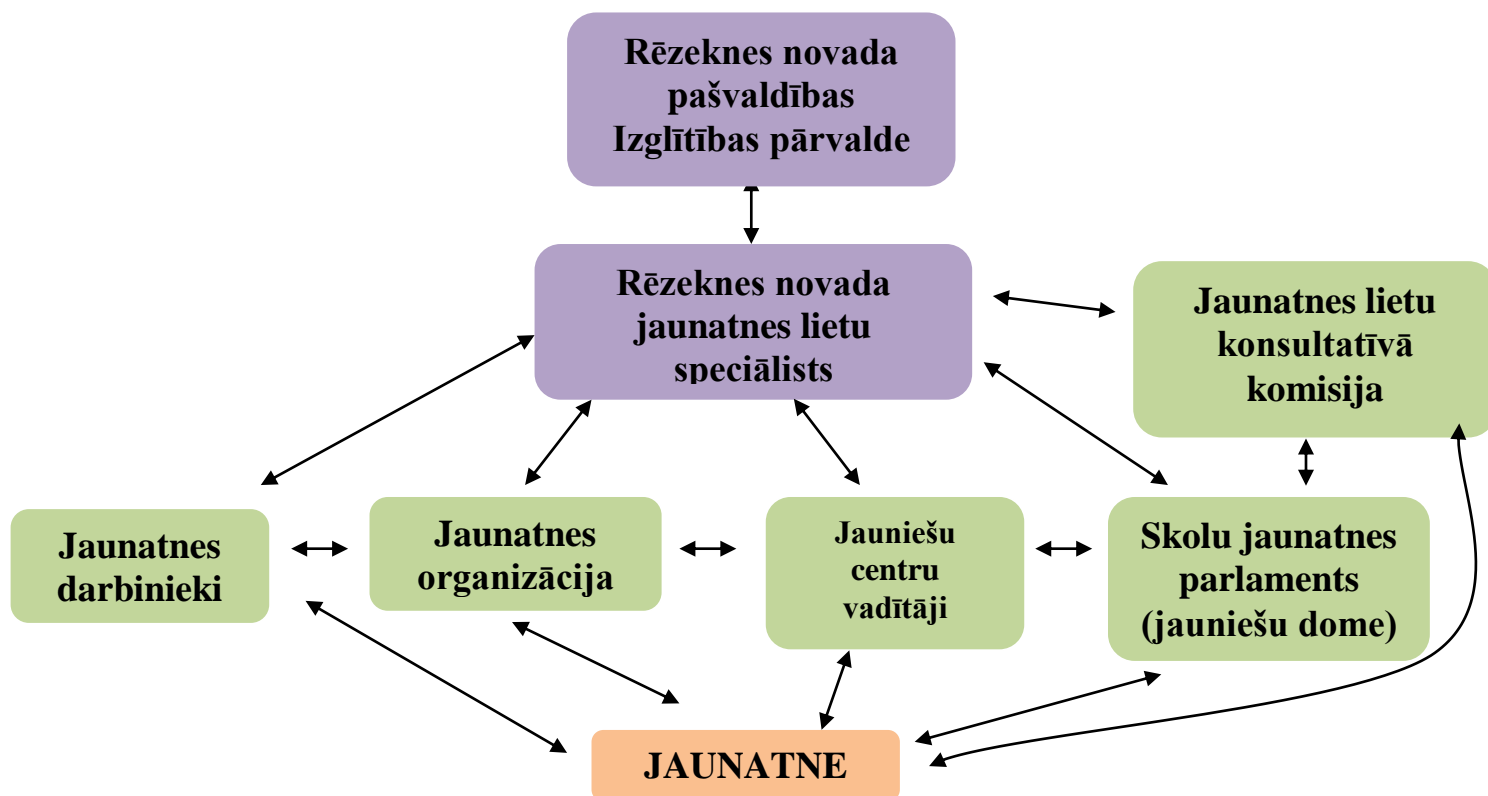 Rēzeknes novada
pašvaldības
Izglītības pārvalde
Rēzeknes novada
jaunatnes lietu
speciālists
Jaunatnes lietu
konsultatīvā
komisija
Jaunatnes
darbinieki
Jaunatnes
organizācija
Jauniešu
centru
vadītāji
Skolu jaunatnes
parlaments
(jauniešu dome)
JAUNATNE